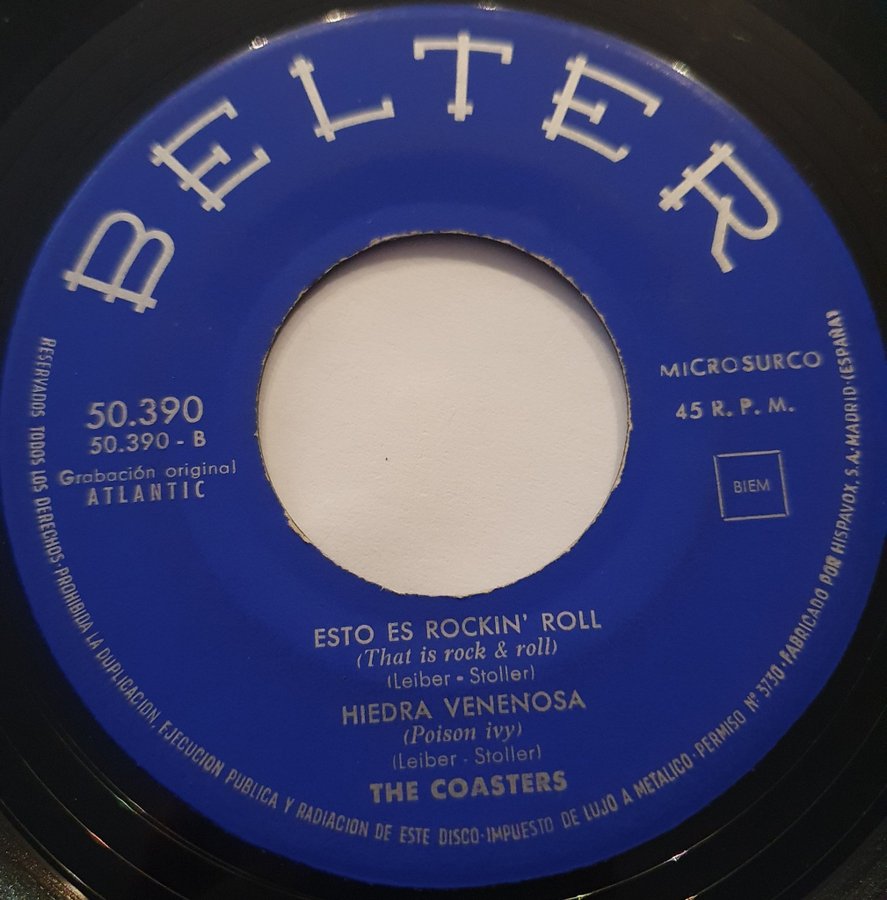 BELTER
50.390
50.390 - B
Grabación original
ATLANTIC
MICROSURCO
45 R. P. M.
BIEM
ESTO ES ROCKIN' ROLL
(That is rock & roll)
(Leiber - Stoller)
HIEDRA VENENOSA
(Poison ivy)
(Leiber - Stoller)
THE COASTERS
RESERVADOS TODOS LOS DERECHOS·PROHIBIDA LA DUPLICACION, EJECUCION PUBLICA Y RADIACION DE ESTE DISCO·IMPUESTO DE LUJO A METALICO·PERMISO Nº 3730·FABRICADO POR HISPAVOX, S.A. MADRID·(ESPAÑA)